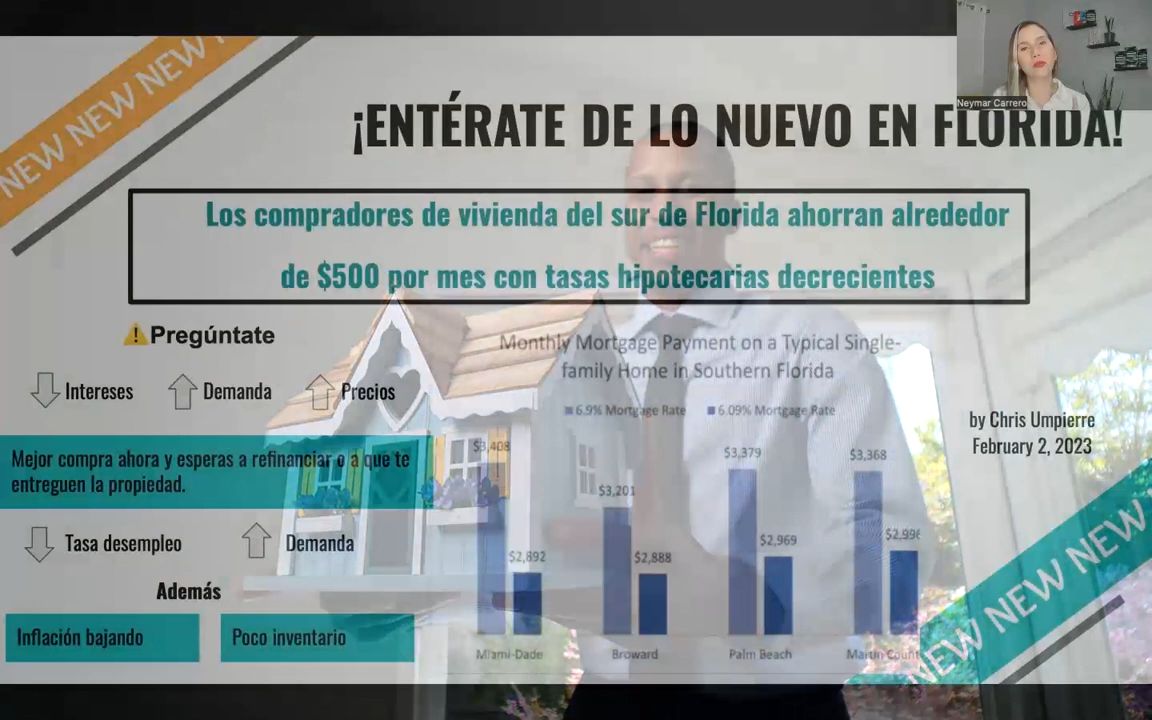 NEW NEW NEW NEW
Neymar Carrero
¡ENTÉRATE DE LO NUEVO EN FLORIDA!
Los compradores de vivienda del sur de Florida ahorran alrededor
de $500 por mes con tasas hipotecarias decrecientes
Pregúntate
Intereses Demanda Precios
Mejor compra ahora y esperas a refinanciar o a que te
entreguen la propiedad.
Tasa desempleo Demanda
Además
Inflación bajando Poco inventario
Monthly Mortgage Payment on a Typical Single-
family Home in Southern Florida
6.9% Mortgage Rate 6.09% Mortgage Rate
$3,408 $2,892 $3,201 $2,888 $3,379 $2,969 $3,368 $2,996
Miami-Dade Broward Palm Beach Martin Count
by Chris Umpierre
February 2, 2023
NEW NEW NEW NEW